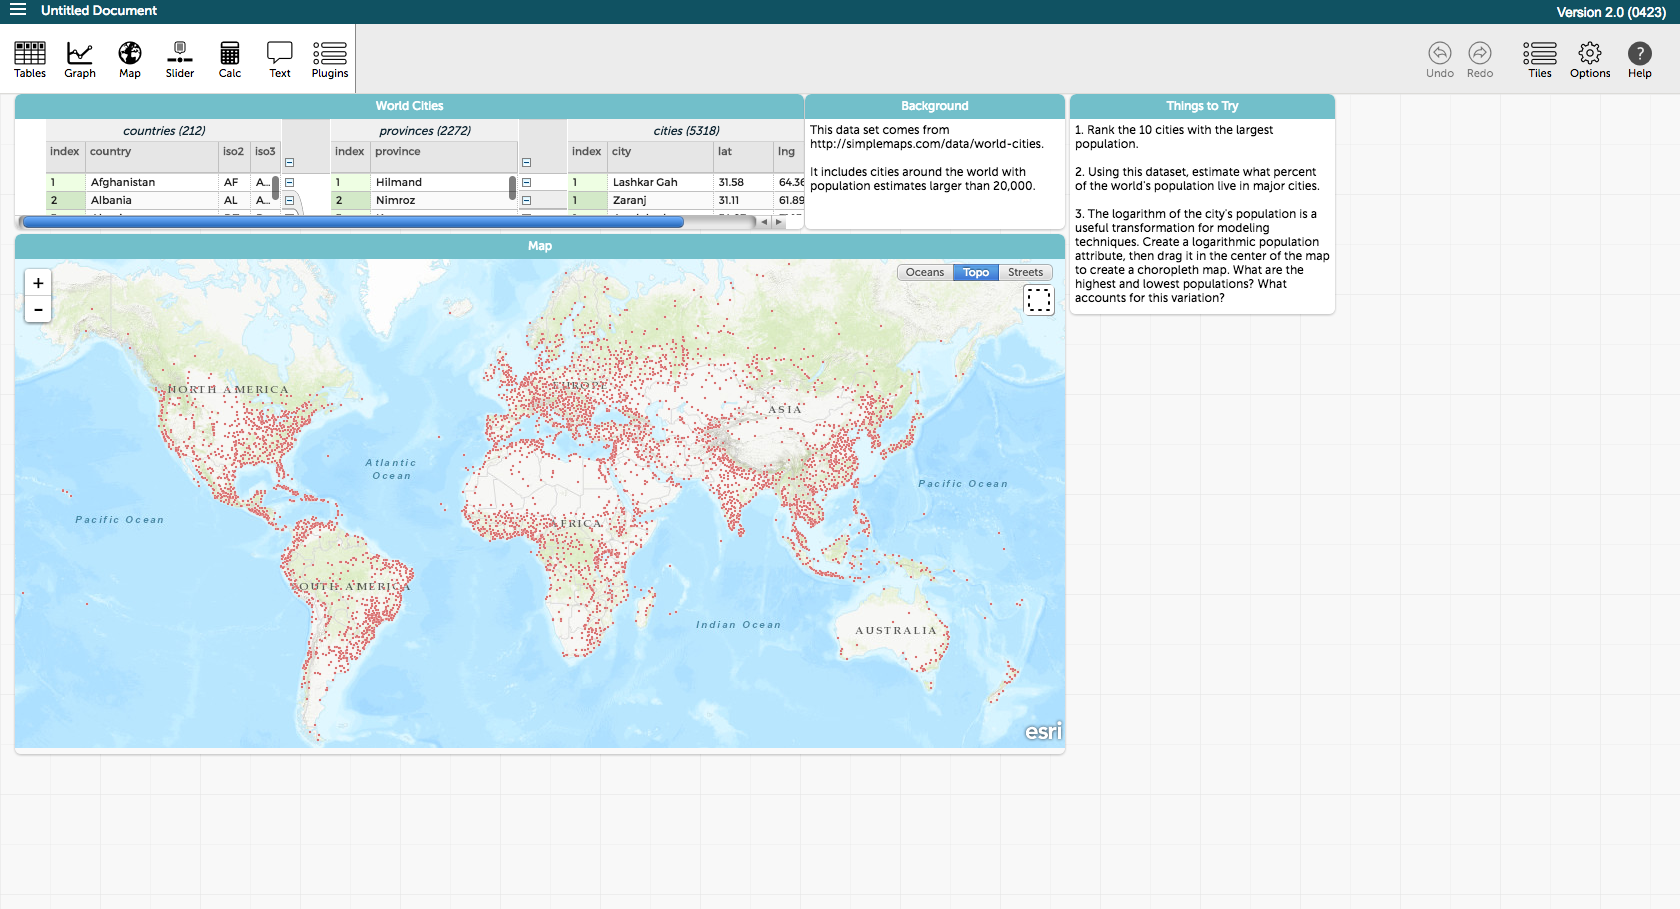 Untitled Document
Version 2.0 (0423)
Tables
Graph
Map
Slider
Calc
Text
Plugins
Undo
Redo
Tiles
Options
? Help
World Cities
countries (212)
provinces (2272)
cities (5318)
index country iso2 iso3
index province
index city lat lng
1 Afghanistan AF A...
1 Hilmand
1 Lashkar Gah 31.58 64.36
2 Albania AL A...
2 Nimroz
1 Zaranj 31.11 61.89
Background
This data set comes from
http://simplemaps.com/data/world-cities.
It includes cities around the world with
population estimates larger than 20,000.
Things to Try
1. Rank the 10 cities with the largest
population.
2. Using this dataset, estimate what percent
of the world's population live in major cities.
3. The logarithm of the city's population is a
useful transformation for modeling
techniques. Create a logarithmic population
attribute, then drag it in the center of the map
to create a choropleth map. What are the
highest and lowest populations? What
accounts for this variation?
Map
+
-
Oceans
Topo
Streets
NORTH AMERICA
EUROPE
ASIA
Atlantic
Ocean
Pacific Ocean
Pacific Ocean
AFRICA
SOUTH AMERICA
Indian Ocean
AUSTRALIA
esri